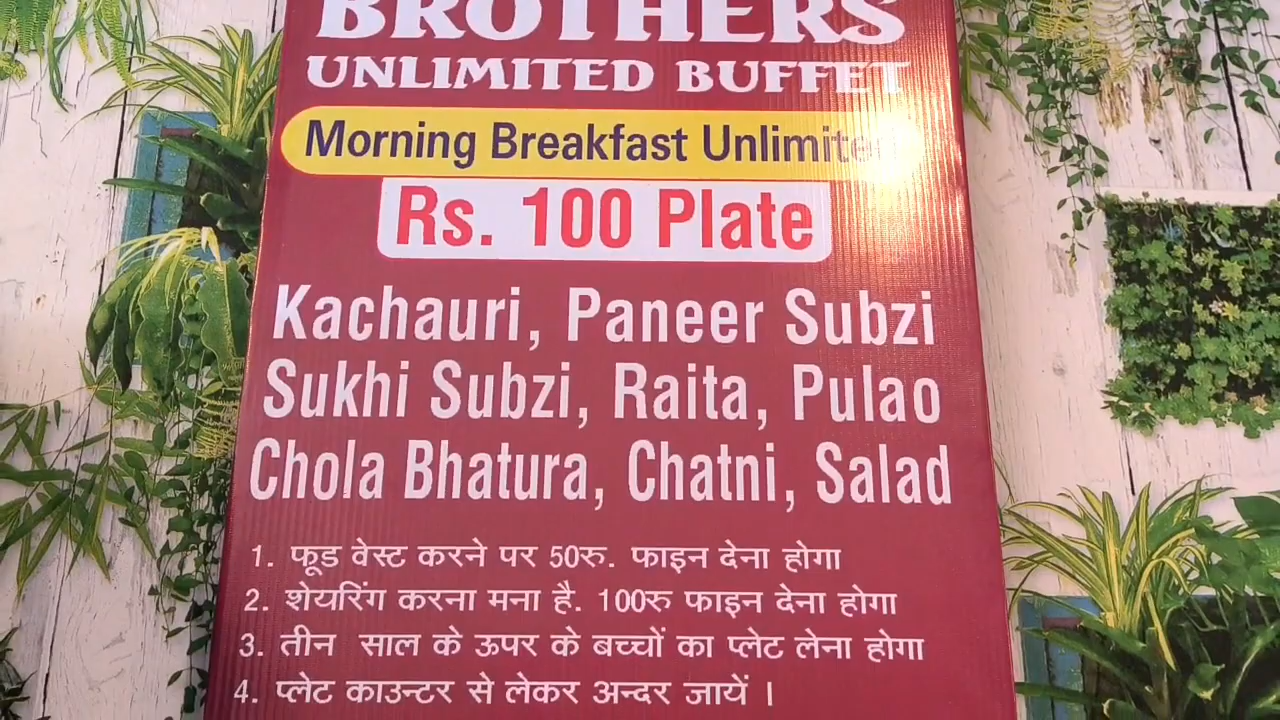 BROTHERS
UNLIMITED BUFFET
Morning Breakfast Unlimited
Rs. 100 Plate
Kachauri, Paneer Subzi
Sukhi Subzi, Raita, Pulao
Chola Bhatura, Chatni, Salad
1. फूड वेस्ट करने पर 50रु. फाइन देना होगा
2. शेयरिंग करना मना है. 100रु फाइन देना होगा
3. तीन साल के ऊपर के बच्चों का प्लेट लेना होगा
4. प्लेट काउन्टर से लेकर अन्दर जायें ।